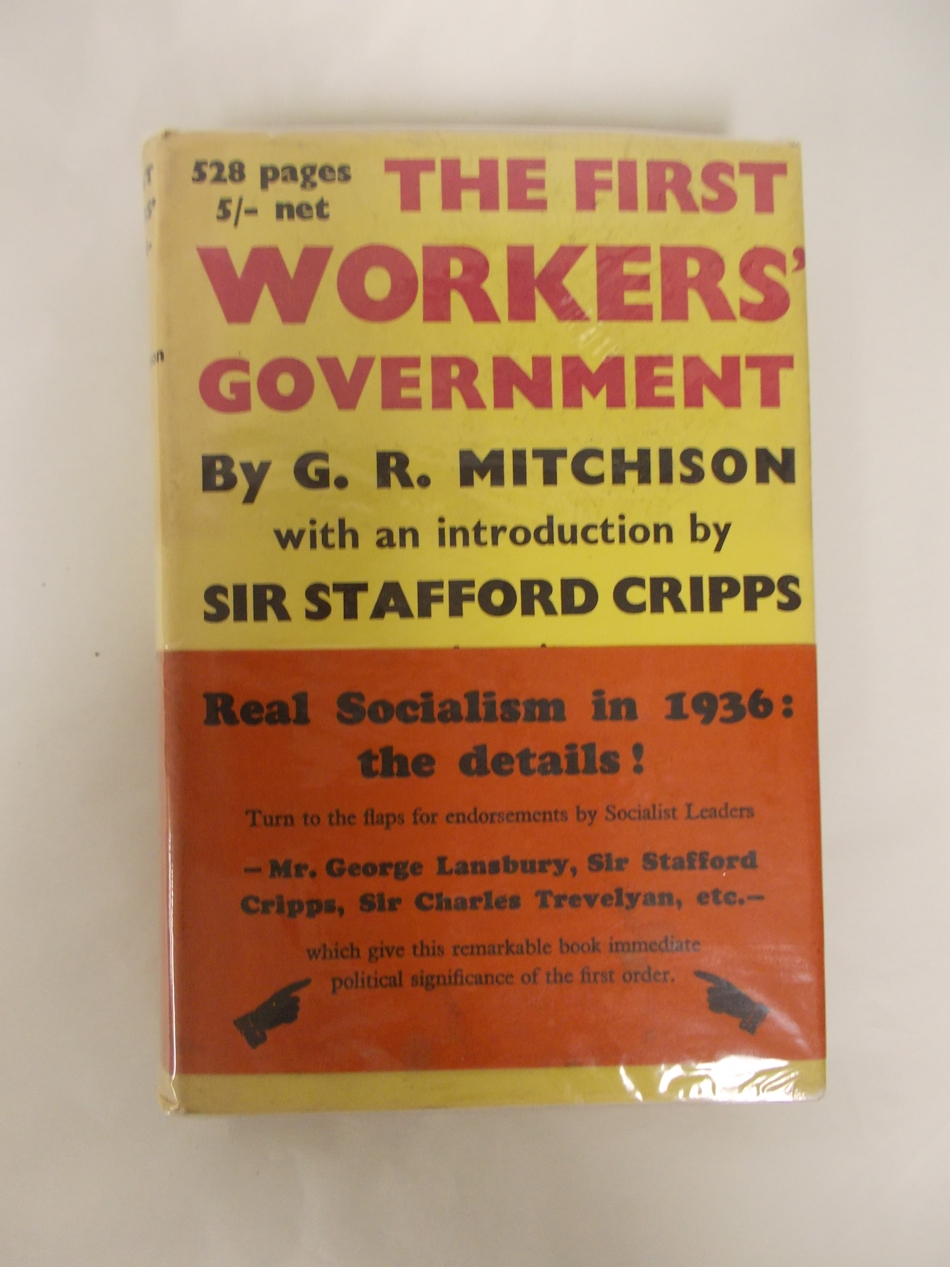 528 pages
5/- net
THE FIRST
WORKERS'
GOVERNMENT
By G. R. MITCHISON
with an introduction by
SIR STAFFORD CRIPPS
Real Socialism in 1936:
the details!
Turn to the flaps for endorsements by Socialist Leaders
—Mr. George Lansbury, Sir Stafford
Cripps, Sir Charles Trevelyan, etc.—
which give this remarkable book immediate
political significance of the first order.